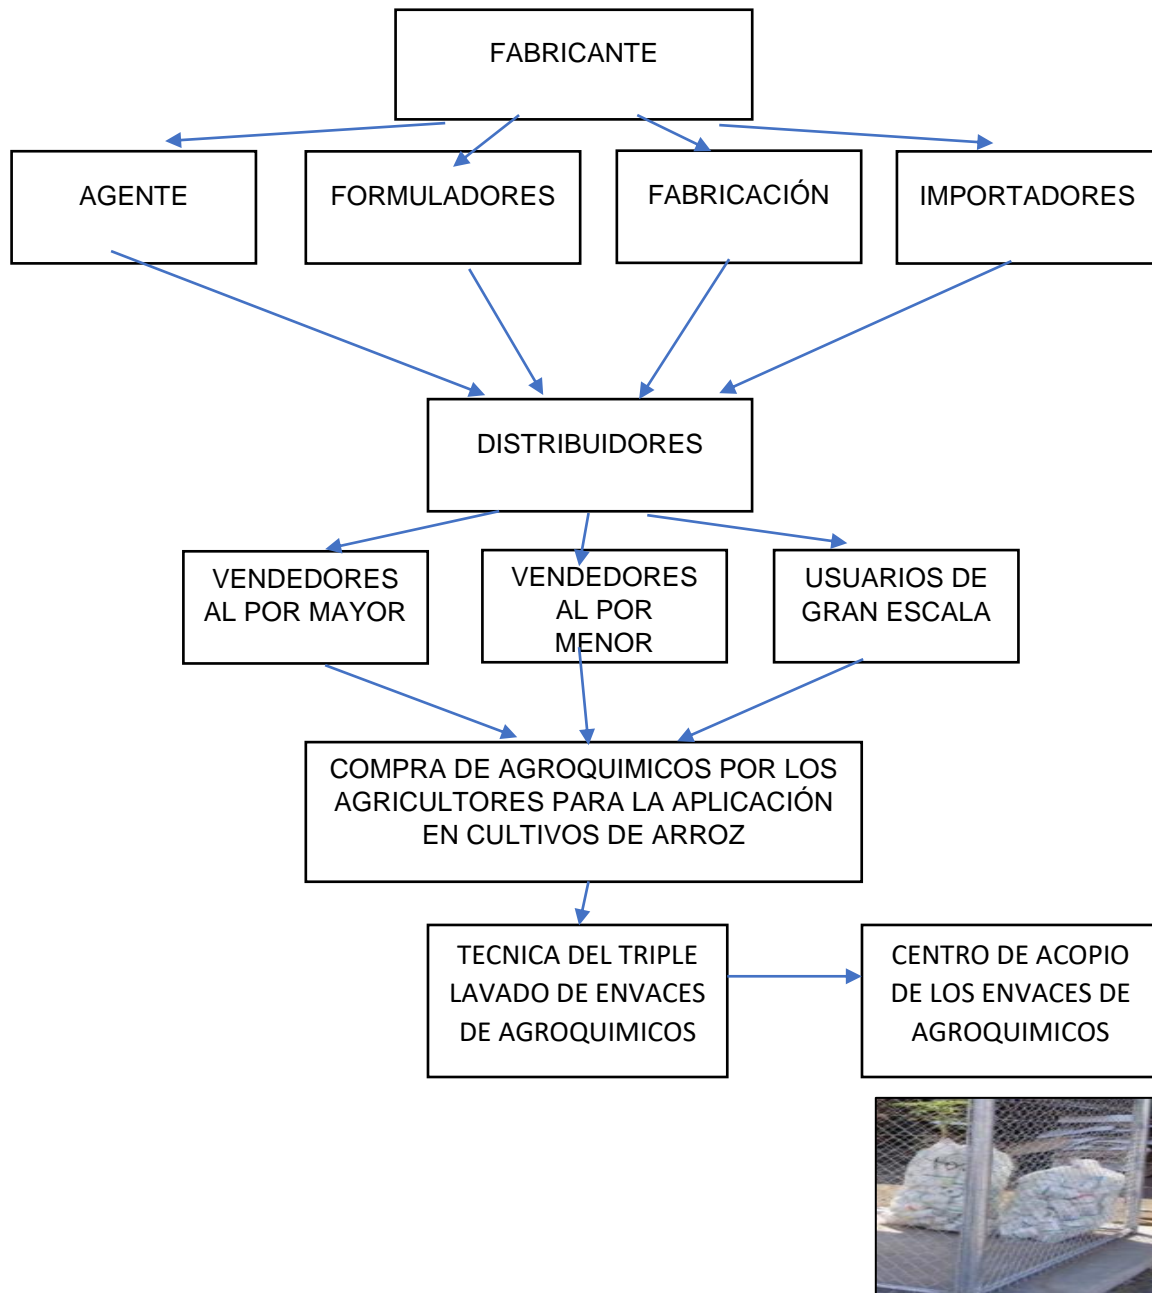 FABRICANTE
AGENTE
FORMULADORES
FABRICACIÓN
IMPORTADORES
DISTRIBUIDORES
VENDEDORES
AL POR MAYOR
VENDEDORES
AL POR
MENOR
USUARIOS DE
GRAN ESCALA
COMPRA DE AGROQUIMICOS POR LOS
AGRICULTORES PARA LA APLICACIÓN
EN CULTIVOS DE ARROZ
TECNICA DEL TRIPLE
LAVADO DE ENVACES
DE AGROQUIMICOS
CENTRO DE ACOPIO
DE LOS ENVACES DE
AGROQUIMICOS